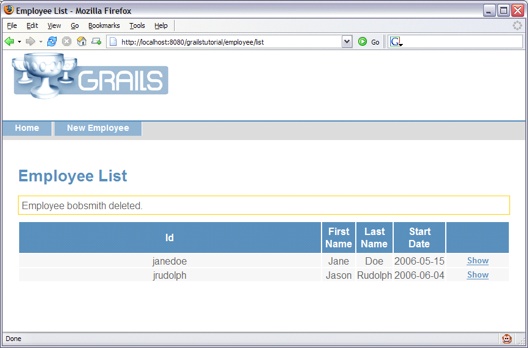 Employee List - Mozilla Firefox
File Edit View Go Bookmarks Tools Help
http://localhost:8080/grailstutorial/employee/list Go G
GRAILS
Home New Employee
Employee List
Employee bobsmith deleted.
Id First Name Last Name Start Date
janedoe Jane Doe 2006-05-15 Show
jrudolph Jason Rudolph 2006-06-04 Show
Done